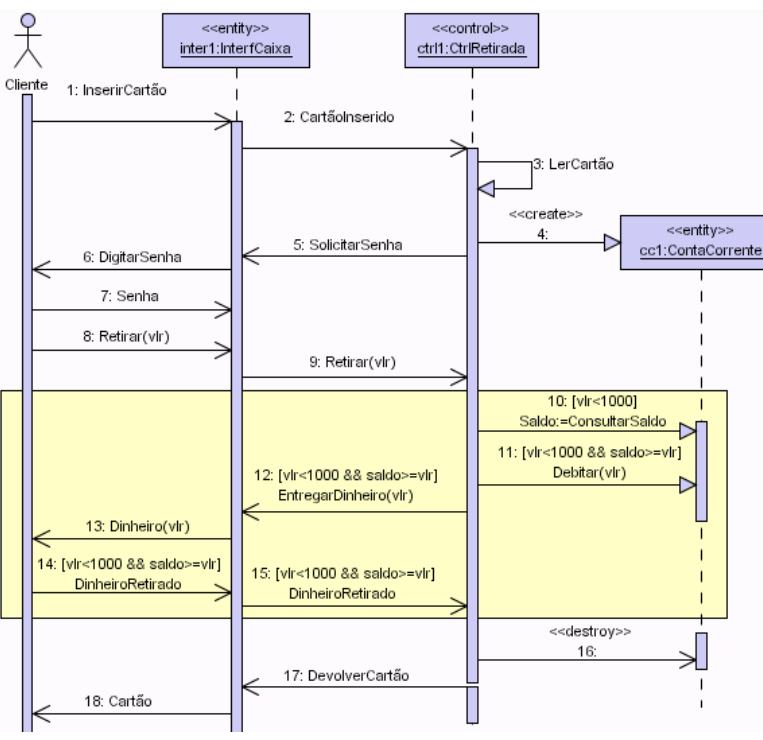 <<entity>>
inter1:InterfCaixa
<<control>>
ctrl1:CtrlRetirada
Cliente
1: InserirCartão
2: CartãoInserido
3: LerCartão
<<create>>
4:
<<entity>>
cc1:ContaCorrente
5: SolicitarSenha
6: DigitarSenha
7: Senha
8: Retirar(vlr)
9: Retirar(vlr)
10: [vlr<1000]
Saldo:=ConsultarSaldo
11: [vlr<1000 && saldo>=vlr]
Debitar(vlr)
12: [vlr<1000 && saldo>=vlr]
EntregarDinheiro(vlr)
13: Dinheiro(vlr)
14: [vlr<1000 && saldo>=vlr]
DinheiroRetirado
15: [vlr<1000 && saldo>=vlr]
DinheiroRetirado
<<destroy>>
16:
17: DevolverCartão
18: Cartão